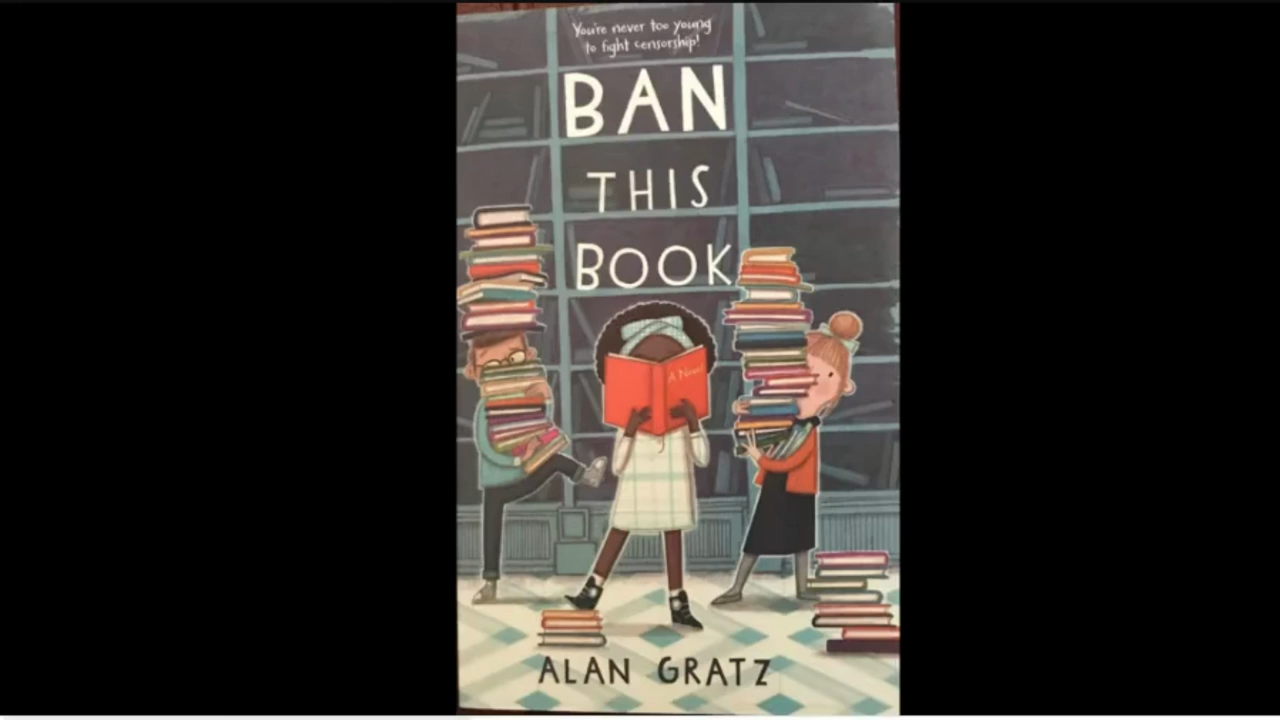 You're never too young
to fight censorship!
BAN
THIS
BOOK
A Novel
ALAN GRATZ